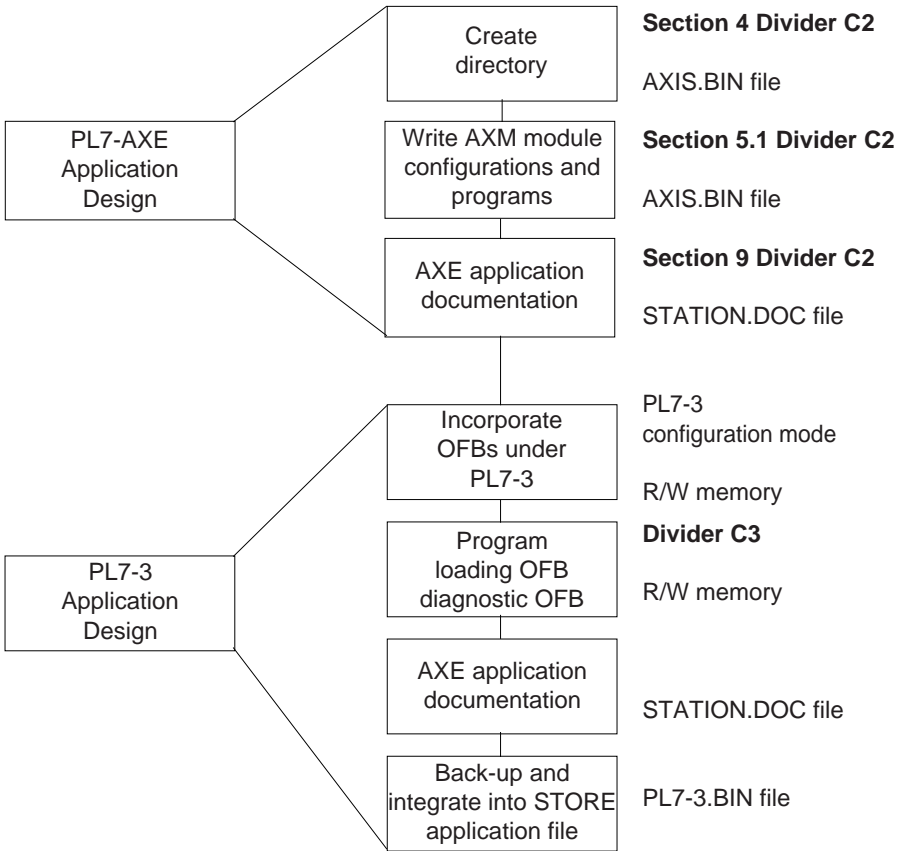 Create
directory
Section 4 Divider C2
AXIS.BIN file
PL7-AXE
Application
Design
Write AXM module
configurations and
programs
Section 5.1 Divider C2
AXIS.BIN file
AXE application
documentation
Section 9 Divider C2
STATION.DOC file
Incorporate
OFBs under
PL7-3
PL7-3
configuration mode
R/W memory
PL7-3
Application
Design
Program
loading OFB
diagnostic OFB
Divider C3
R/W memory
AXE application
documentation
STATION.DOC file
Back-up and
integrate into STORE
application file
PL7-3.BIN file